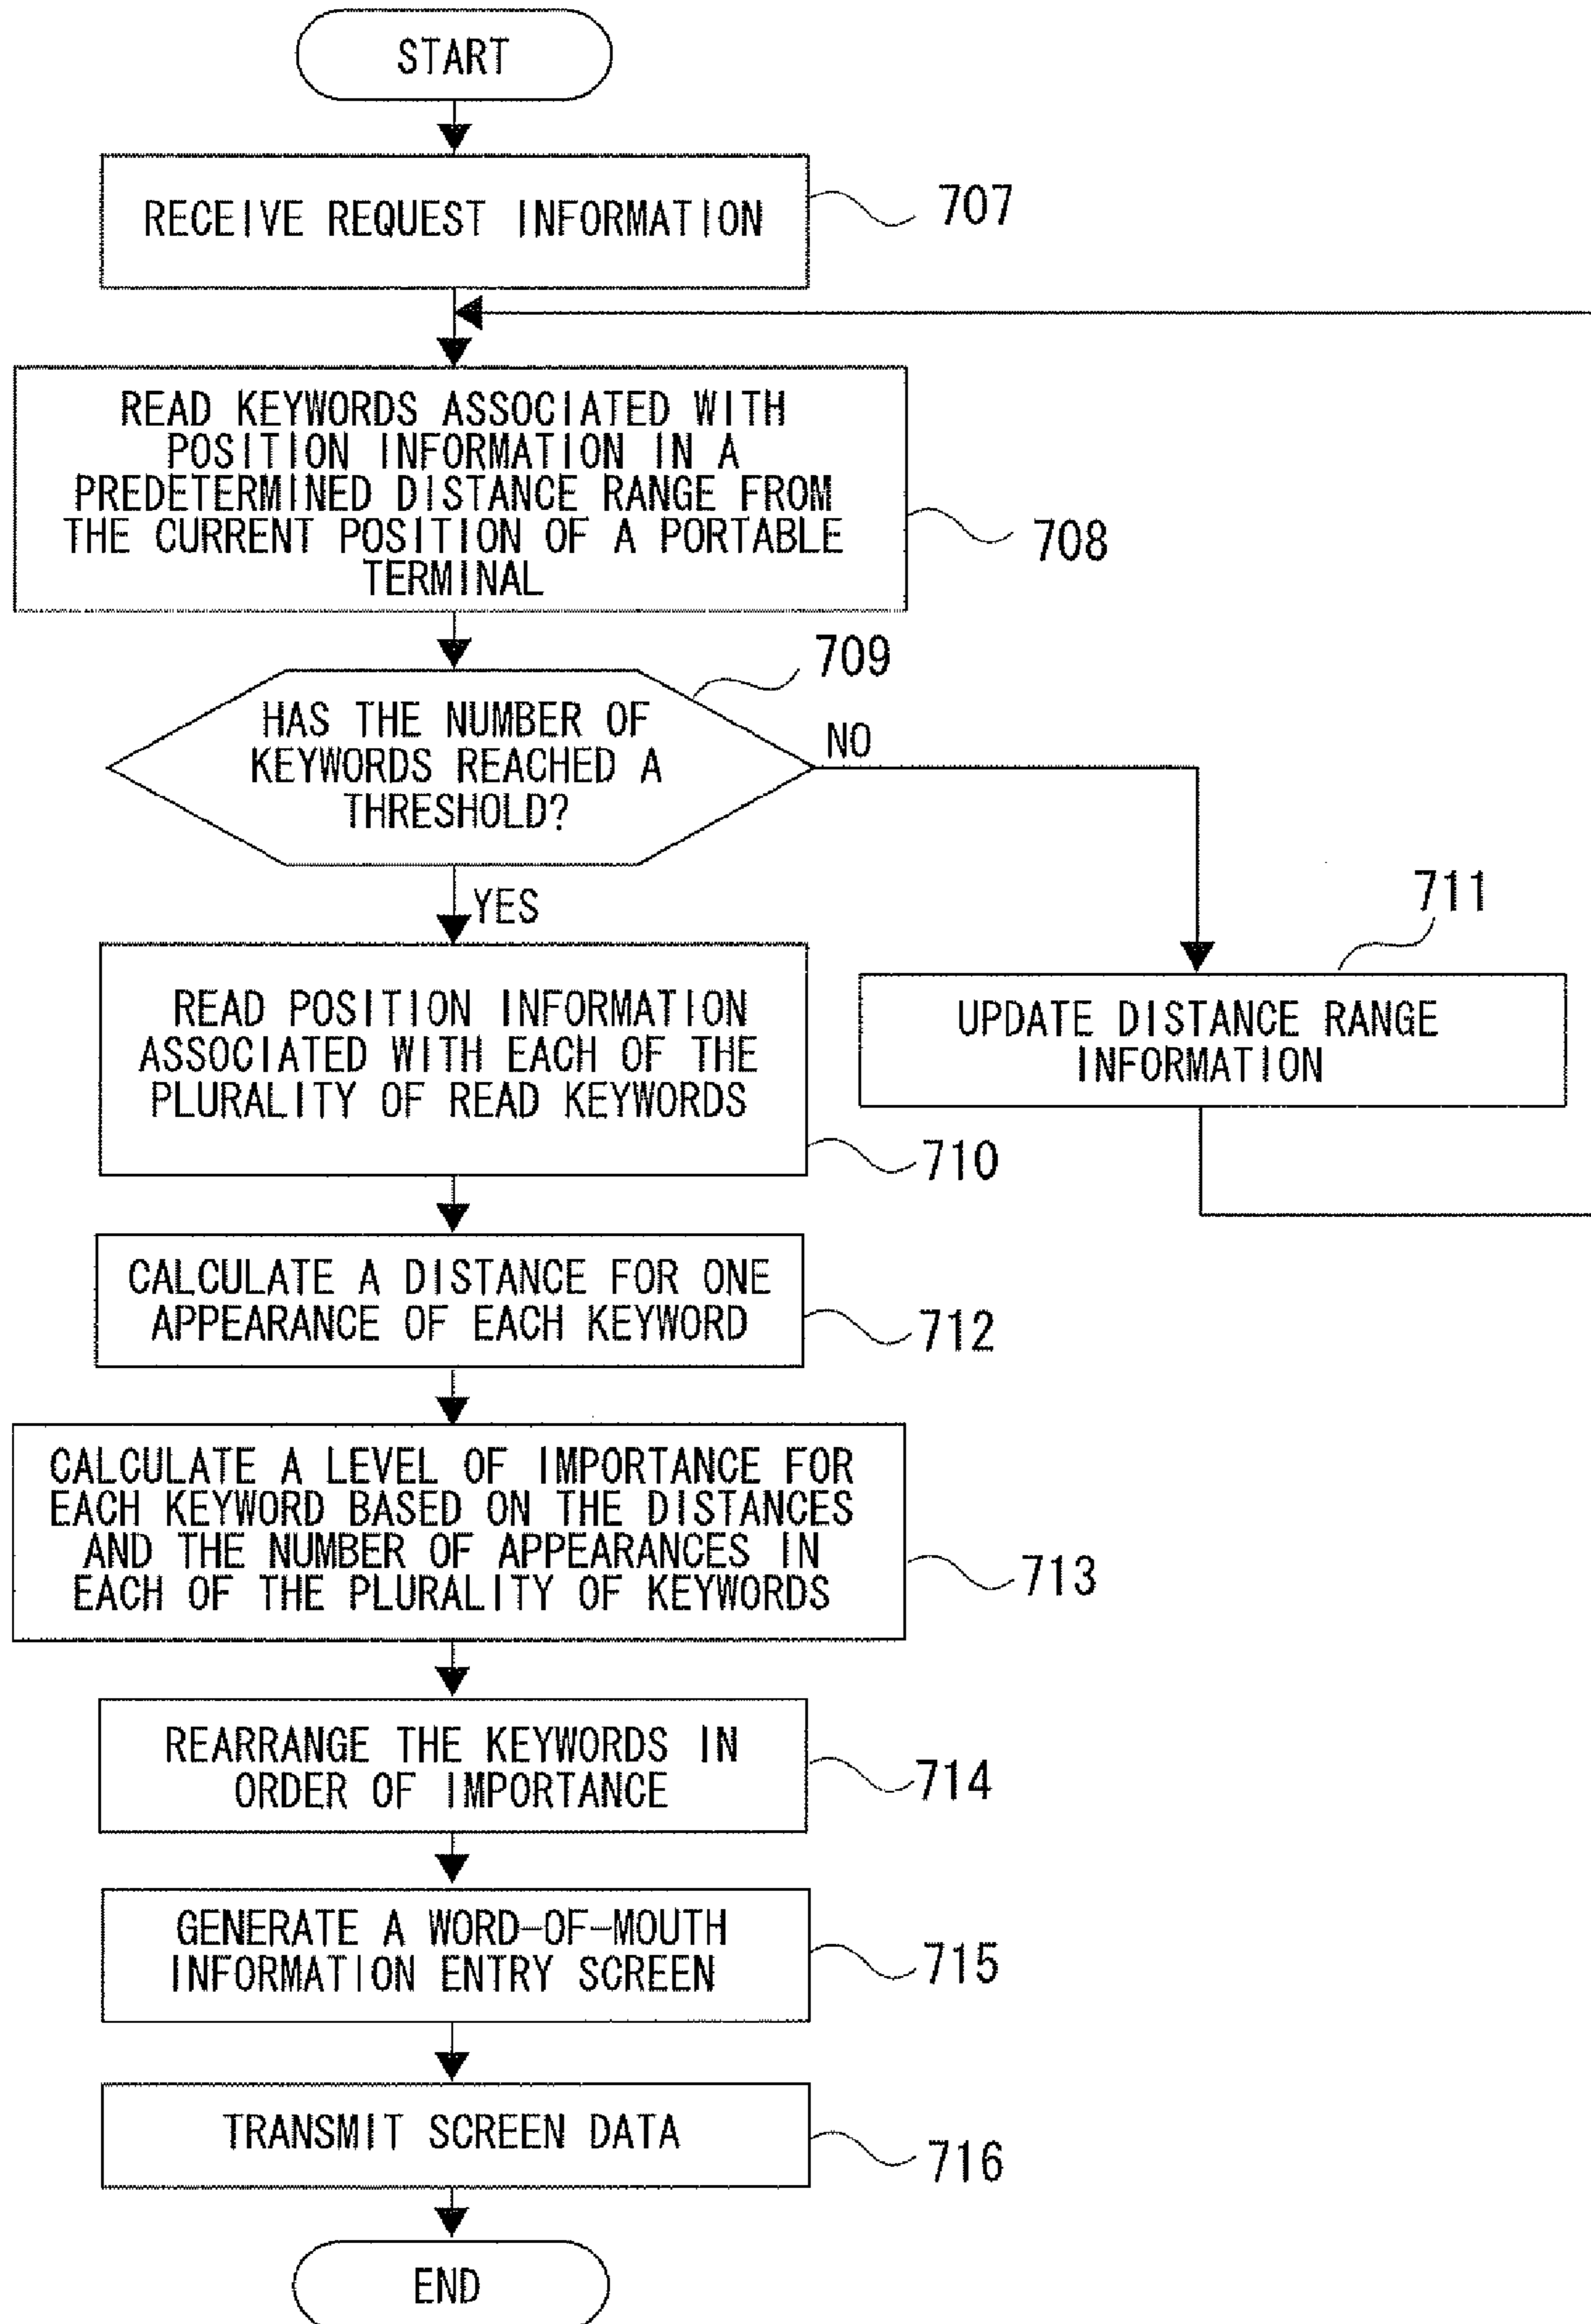 START
RECEIVE REQUEST INFORMATION
707
READ KEYWORDS ASSOCIATED WITH
POSITION INFORMATION IN A
PREDETERMINED DISTANCE RANGE FROM
THE CURRENT POSITION OF A PORTABLE
TERMINAL
708
709
HAS THE NUMBER OF
KEYWORDS REACHED A
THRESHOLD?
NO
YES
711
READ POSITION INFORMATION
ASSOCIATED WITH EACH OF THE
PLURALITY OF READ KEYWORDS
710
UPDATE DISTANCE RANGE
INFORMATION
CALCULATE A DISTANCE FOR ONE
APPEARANCE OF EACH KEYWORD
712
CALCULATE A LEVEL OF IMPORTANCE FOR
EACH KEYWORD BASED ON THE DISTANCES
AND THE NUMBER OF APPEARANCES IN
EACH OF THE PLURALITY OF KEYWORDS
713
REARRANGE THE KEYWORDS IN
ORDER OF IMPORTANCE
714
GENERATE A WORD-OF-MOUTH
INFORMATION ENTRY SCREEN
715
TRANSMIT SCREEN DATA
716
END